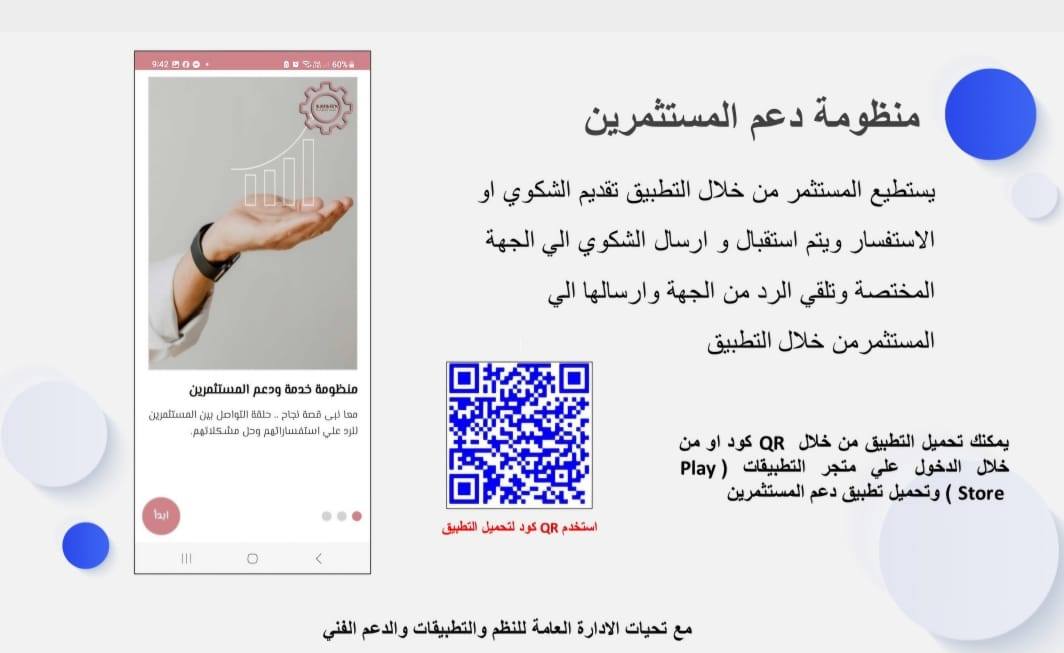 منظومة دعم المستثمرين
يستطيع المستثمر من خلال التطبيق تقديم الشكوي او
الاستفسار ويتم استقبال و ارسال الشكوي الي الجهة
المختصة وتلقي الرد من الجهة وارسالها الي
المستثمرمن خلال التطبيق
يمكنك تحميل التطبيق من خلال QR كود او من
خلال الدخول علي متجر التطبيقات ( Play
Store ) وتحميل تطبيق دعم المستثمرين
استخدم QR كود لتحميل التطبيق
9:42
60%
منظومة خدمة ودعم المستثمرين
معا نبى قصة نجاح .. حلقة التواصل بين المستثمرين
للرد علي استفساراتهم وحل مشكلاتهم.
ابدأ
مع تحيات الادارة العامة للنظم والتطبيقات والدعم الفني